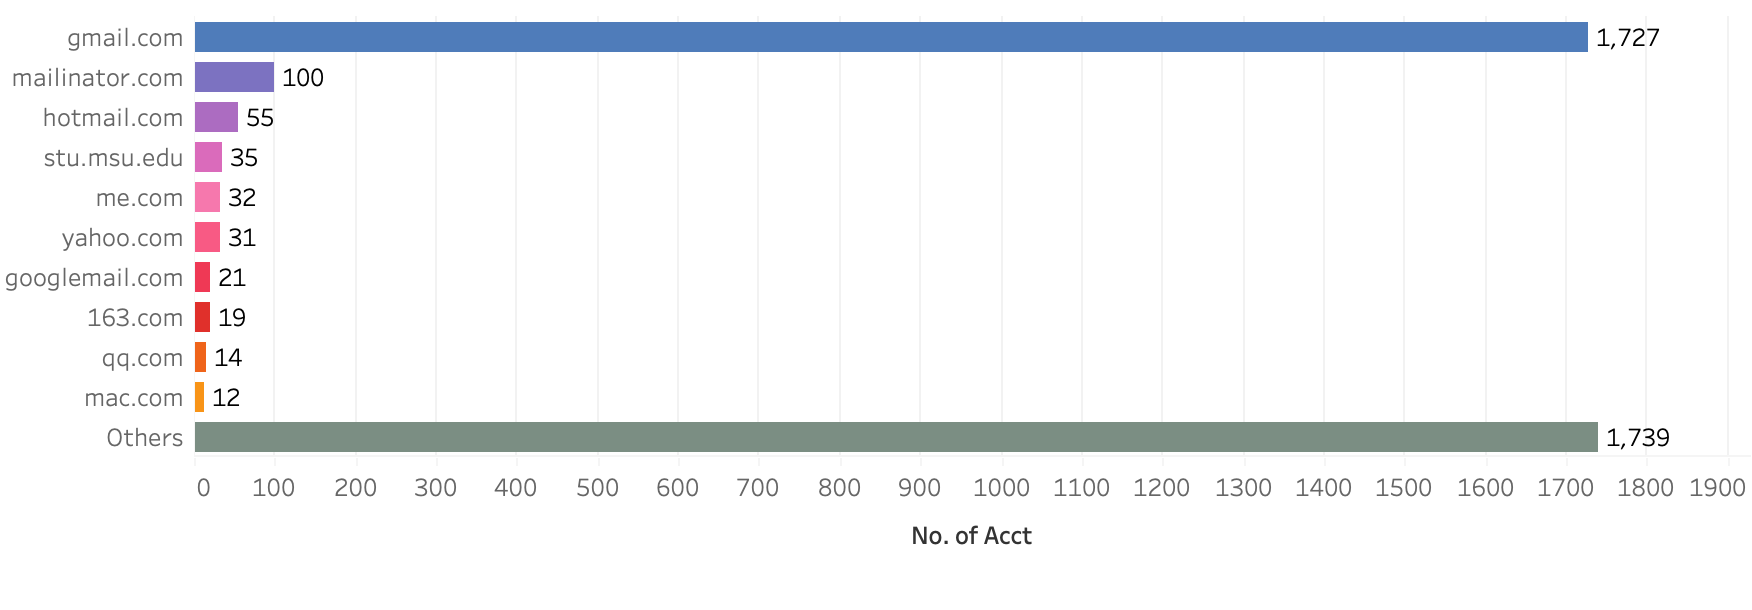 gmail.com 1,727
mailinator.com 100
hotmail.com 55
stu.msu.edu 35
me.com 32
yahoo.com 31
googlemail.com 21
163.com 19
qq.com 14
mac.com 12
Others 1,739
0 100 200 300 400 500 600 700 800 900 1000 1100 1200 1300 1400 1500 1600 1700 1800 1900
No. of Acct